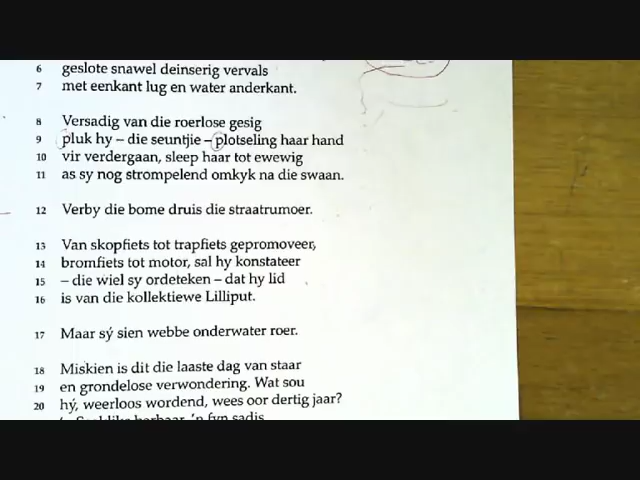 6 geslote snawel deinserig vervals
7 met eenkant lug en water anderkant.
8 Versadig van die roerlose gesig
9 pluk hy – die seuntjie – plotseling haar hand
10 vir verdergaan, sleep haar tot ewewig
11 as sy nog strompelend omkyk na die swaan.
12 Verby die bome druis die straatrumoer.
13 Van skopfiets tot trapfiets gepromoveer,
14 bromfiets tot motor, sal hy konstateer
15 – die wiel sy ordeteken – dat hy lid
16 is van die kollektiewe Lilliput.
17 Maar sý sien webbe onderwater roer.
18 Miskien is dit die laaste dag van staar
19 en grondelose verwondering. Wat sou
20 hý, weerloos wordend, wees oor dertig jaar?